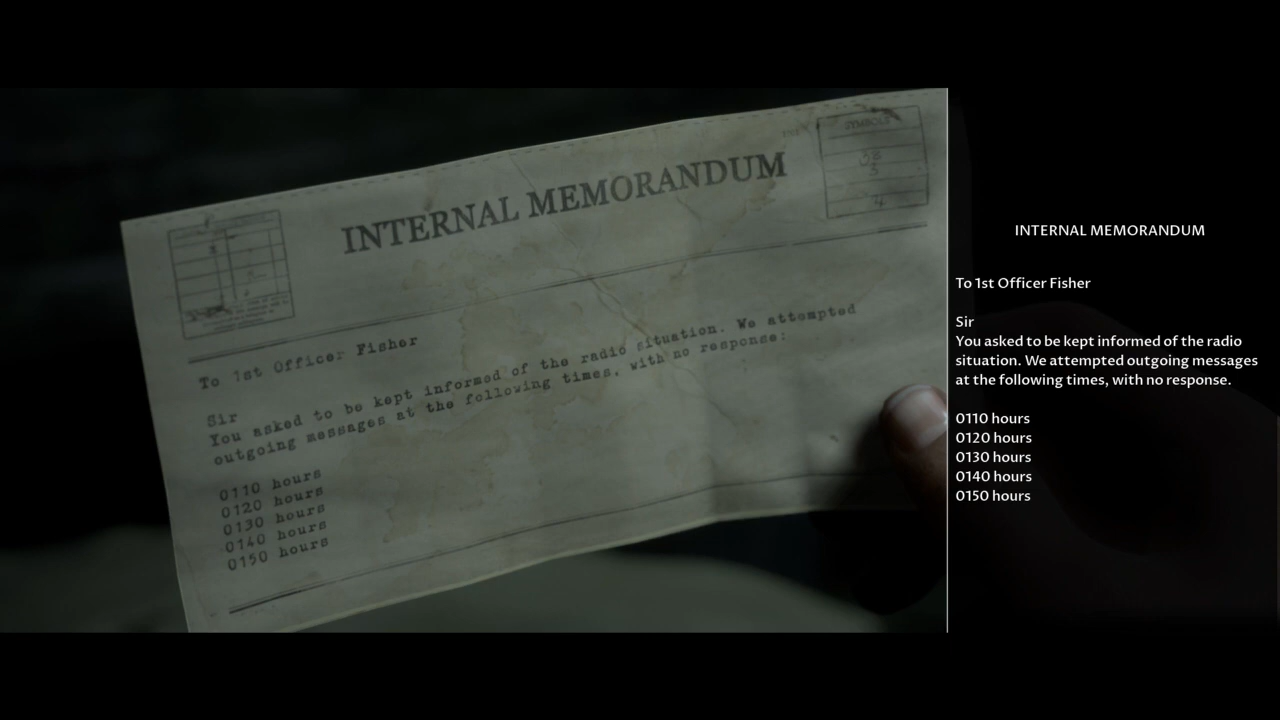 INTERNAL MEMORANDUM
SYMBOLS
To 1st Officer Fisher
Sir
You asked to be kept informed of the radio situation. We attempted
outgoing messages at the following times, with no response:
0110 hours
0120 hours
0130 hours
0140 hours
0150 hours
INTERNAL MEMORANDUM
To 1st Officer Fisher
Sir
You asked to be kept informed of the radio
situation. We attempted outgoing messages
at the following times, with no response.
0110 hours
0120 hours
0130 hours
0140 hours
0150 hours